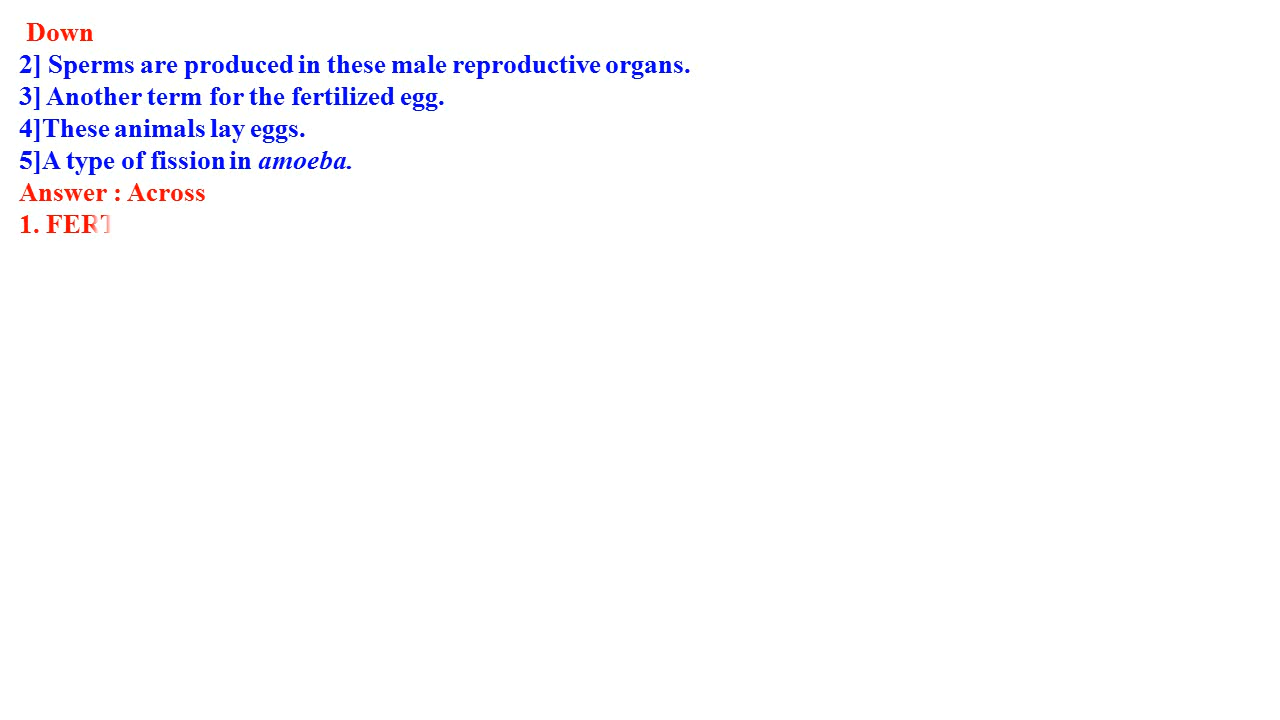 Down
2] Sperms are produced in these male reproductive organs.
3] Another term for the fertilized egg.
4]These animals lay eggs.
5]A type of fission in amoeba.
Answer : Across
1. FERT